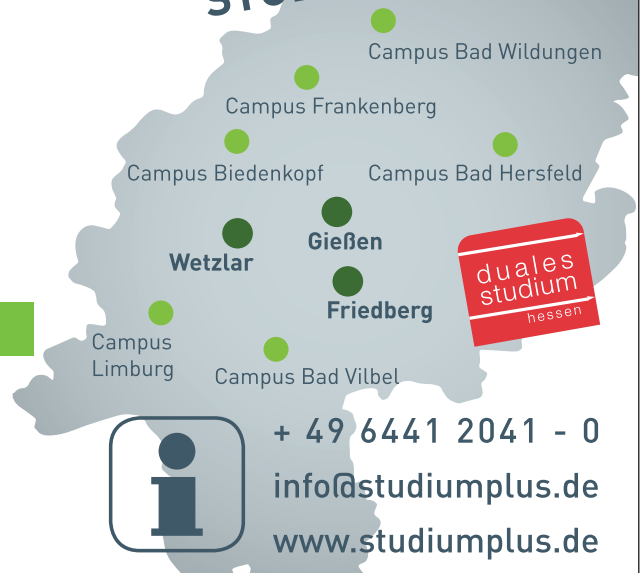 Campus Bad Wildungen
Campus Frankenberg
Campus Biedenkopf
Campus Bad Hersfeld
Gießen
Wetzlar
duales
studium
hessen
Friedberg
Campus
Limburg
Campus Bad Vilbel
+ 49 6441 2041 - 0
info@studiumplus.de
www.studiumplus.de